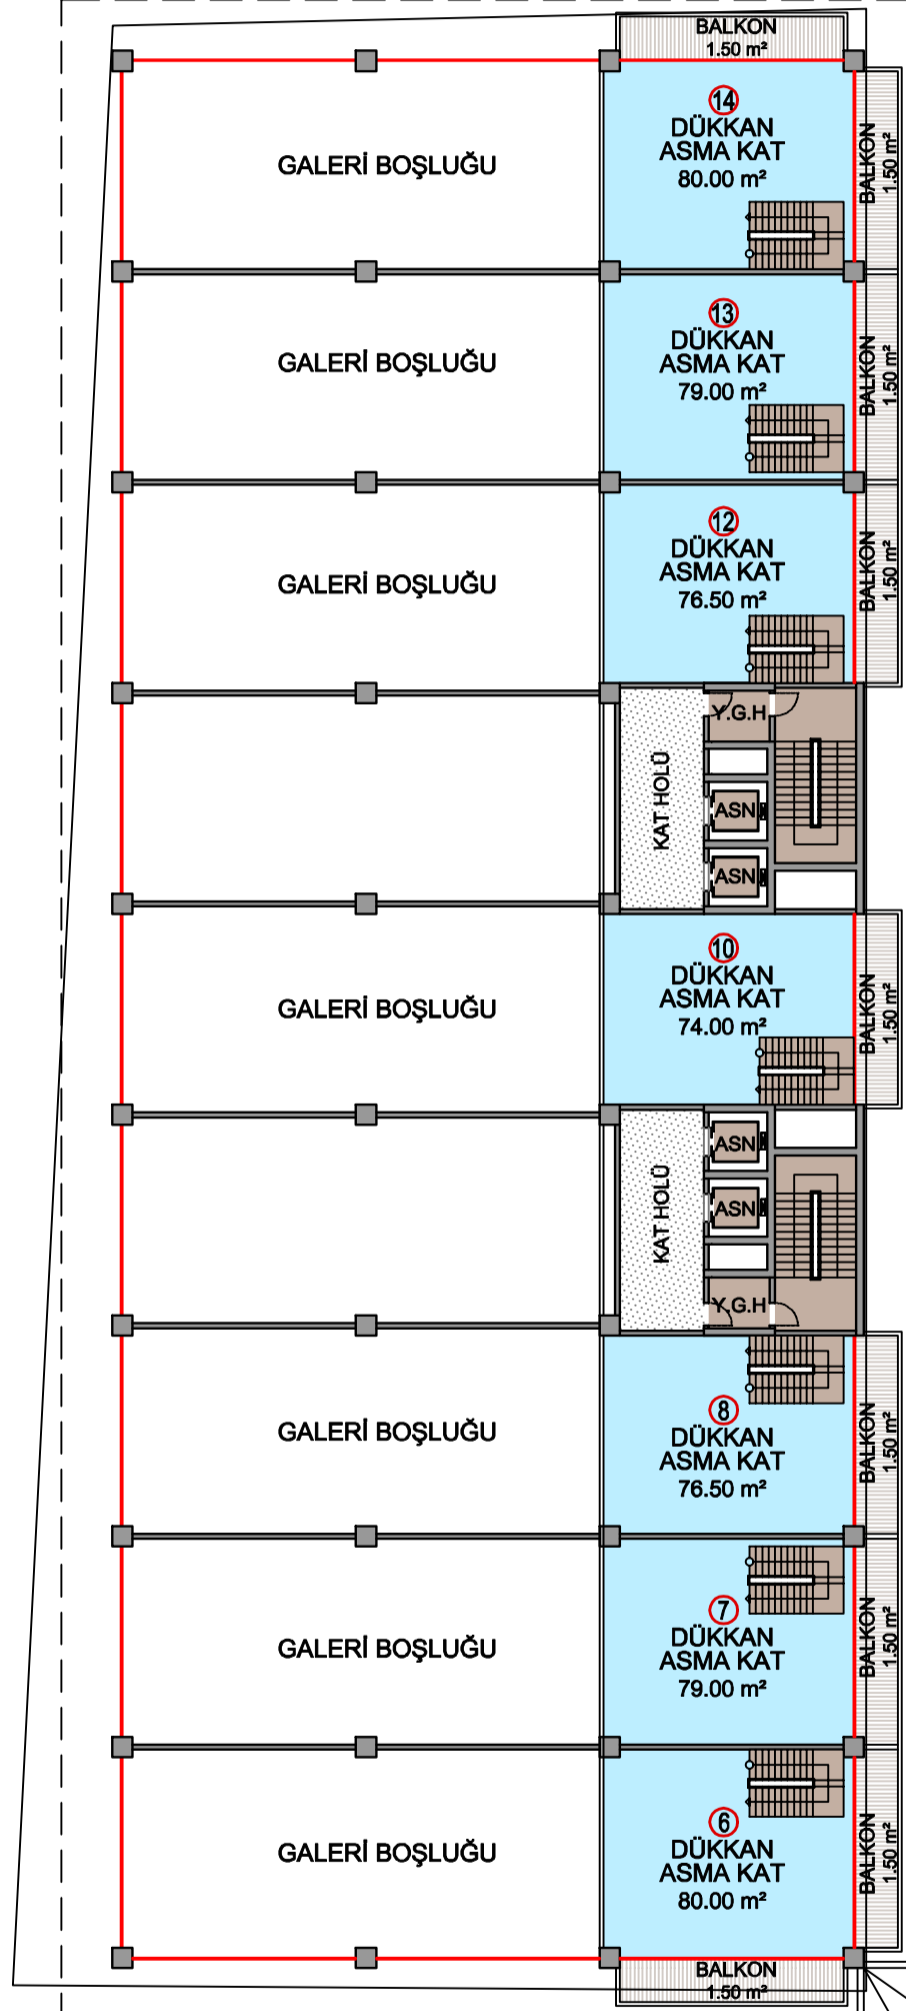 BALKON
1.50 m²
14
DÜKKAN
ASMA KAT
80.00 m²
GALERİ BOŞLUĞU
BALKON
1.50 m²
13
DÜKKAN
ASMA KAT
79.00 m²
GALERİ BOŞLUĞU
BALKON
1.50 m²
12
DÜKKAN
ASMA KAT
76.50 m²
GALERİ BOŞLUĞU
BALKON
1.50 m²
Y.G.H
KAT HOLÜ
ASN
ASN
10
DÜKKAN
ASMA KAT
74.00 m²
GALERİ BOŞLUĞU
BALKON
1.50 m²
ASN
KAT HOLÜ
ASN
Y.G.H
8
DÜKKAN
ASMA KAT
76.50 m²
GALERİ BOŞLUĞU
BALKON
1.50 m²
7
DÜKKAN
ASMA KAT
79.00 m²
GALERİ BOŞLUĞU
BALKON
1.50 m²
6
DÜKKAN
ASMA KAT
80.00 m²
GALERİ BOŞLUĞU
BALKON
1.50 m²
BALKON
1.50 m²